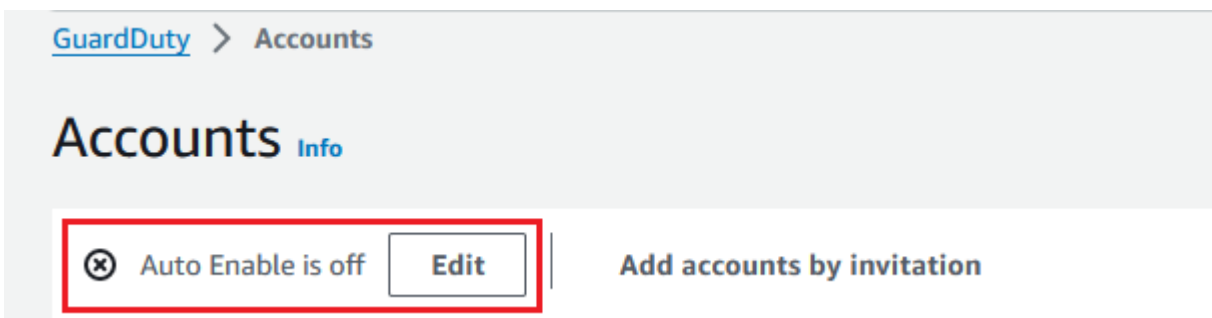 GuardDuty > Accounts
Accounts Info
Auto Enable is off Edit Add accounts by invitation